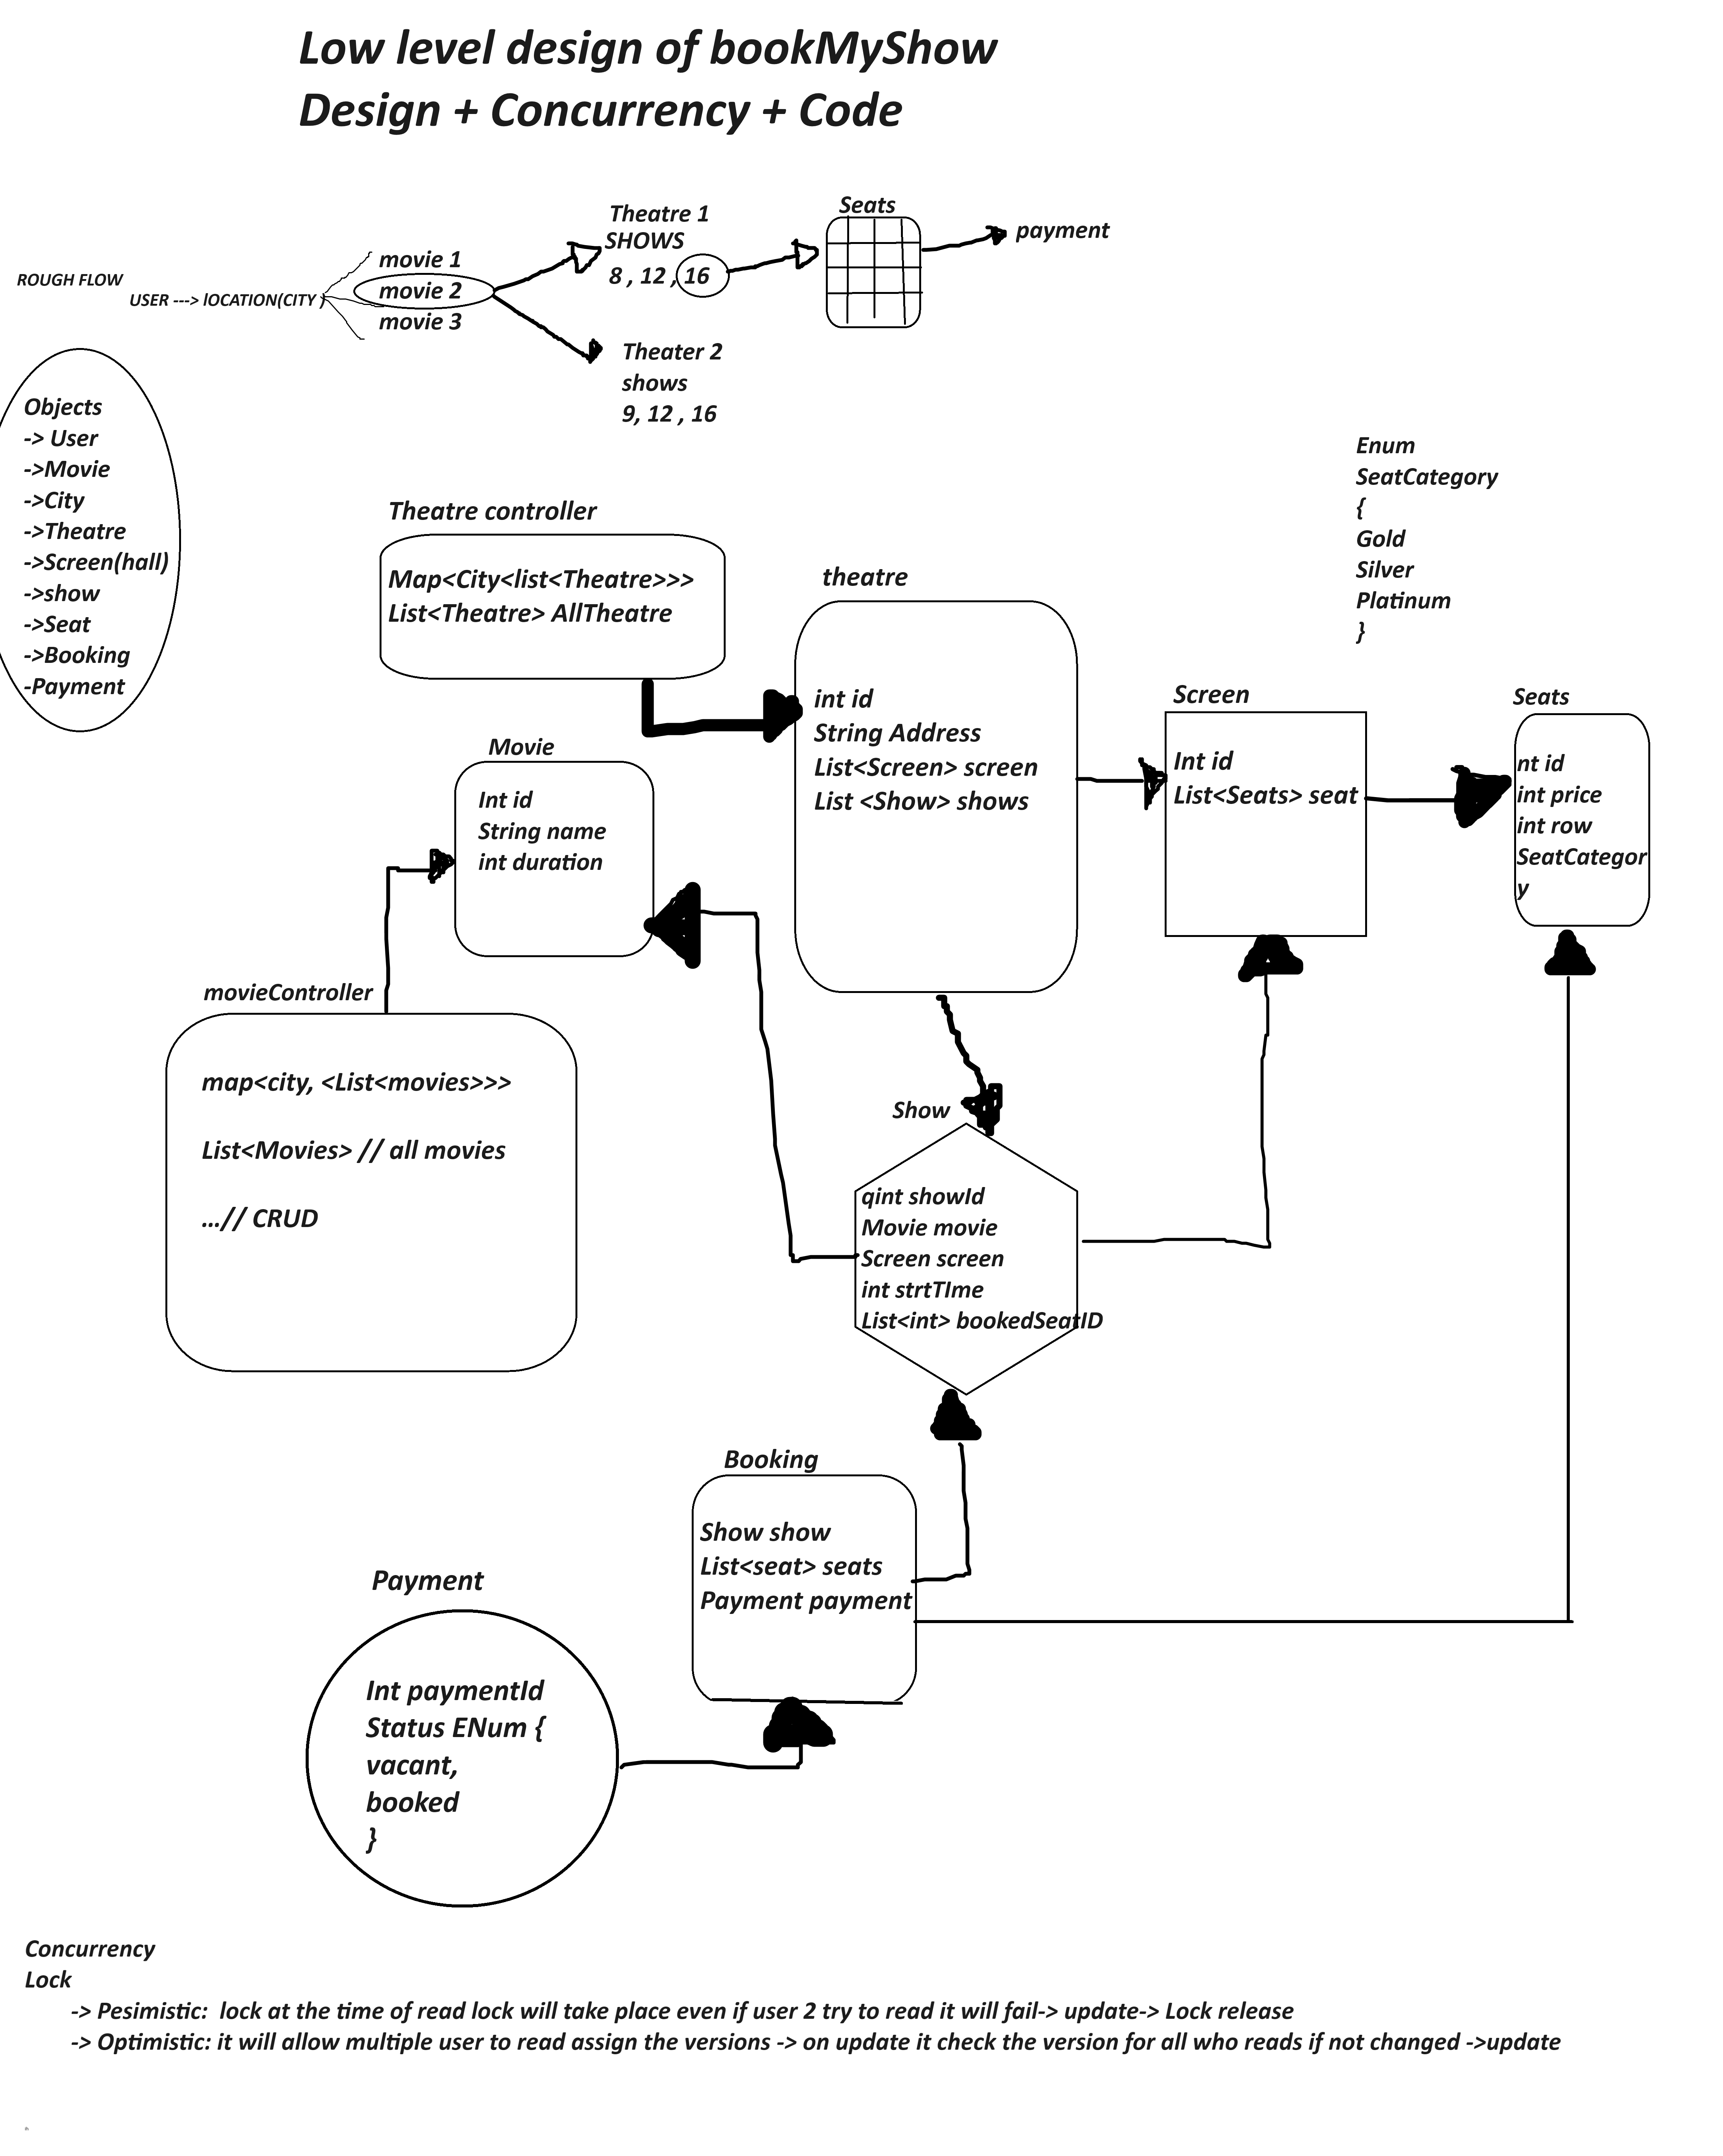 Low level design of bookMyShow
Design + Concurrency + Code
ROUGH FLOW
USER ---> lOCATION(CITY )
movie 1
movie 2
movie 3
Theatre 1
SHOWS
8 , 12 , 16
Theater 2
shows
9, 12 , 16
Seats
payment
Objects
-> User
->Movie
->City
->Theatre
->Screen(hall)
->show
->Seat
->Booking
-Payment
Enum
SeatCategory
{
Gold
Silver
Platinum
}
Theatre controller
Map<City<list<Theatre>>>
List<Theatre> AllTheatre
theatre
int id
String Address
List<Screen> screen
List <Show> shows
Screen
Int id
List<Seats> seat
Seats
nt id
int price
int row
SeatCategor
y
Movie
Int id
String name
int duration
movieController
map<city, <List<movies>>>
List<Movies> // all movies
...// CRUD
Show
qint showId
Movie movie
Screen screen
int strtTIme
List<int> bookedSeatID
Booking
Show show
List<seat> seats
Payment payment
Payment
Int paymentId
Status ENum {
vacant,
booked
}
Concurrency
Lock
-> Pesimistic:  lock at the time of read lock will take place even if user 2 try to read it will fail-> update-> Lock release
-> Optimistic: it will allow multiple user to read assign the versions -> on update it check the version for all who reads if not changed ->update